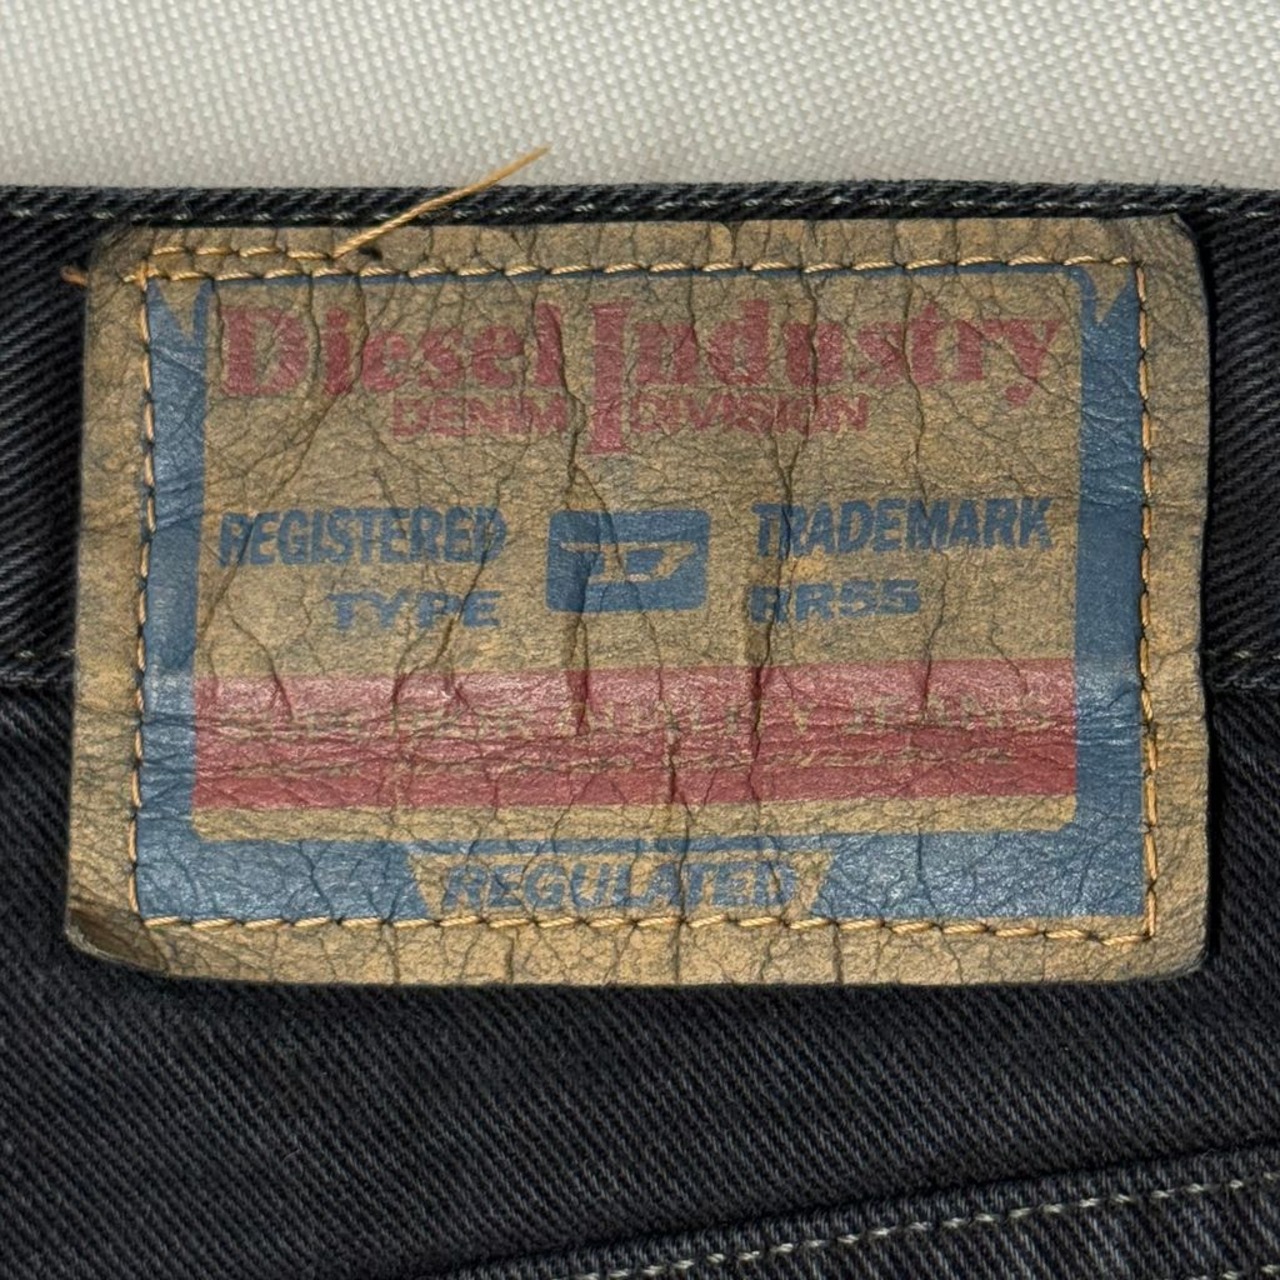 Diesel Industry
DENIM DIVISION
REGISTERED D TRADEMARK
TYPE RR55
REGULATED